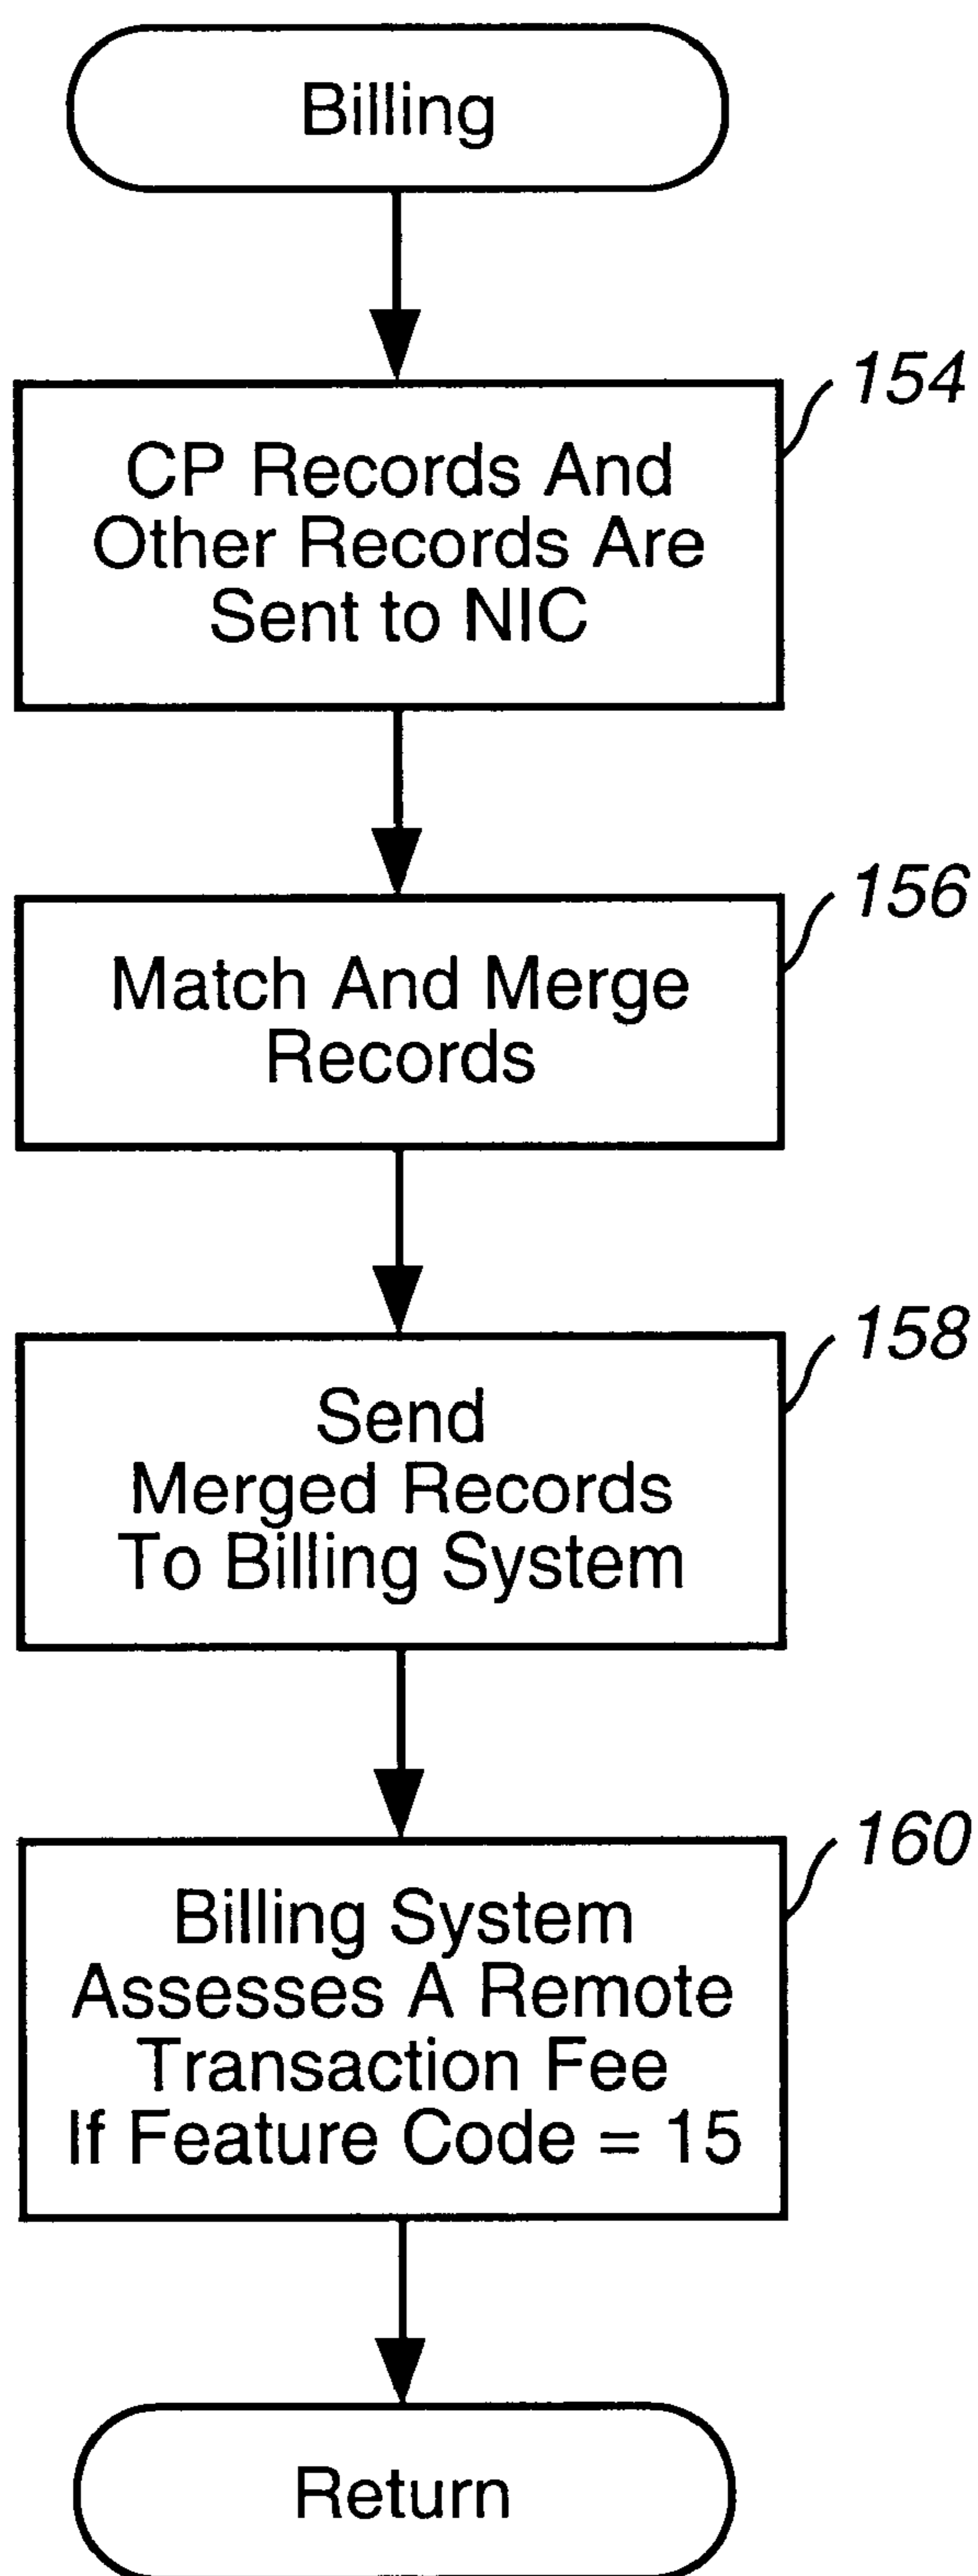 Billing
154
CP Records And
Other Records Are
Sent to NIC
156
Match And Merge
Records
158
Send
Merged Records
To Billing System
160
Billing System
Assesses A Remote
Transaction Fee
If Feature Code = 15
Return